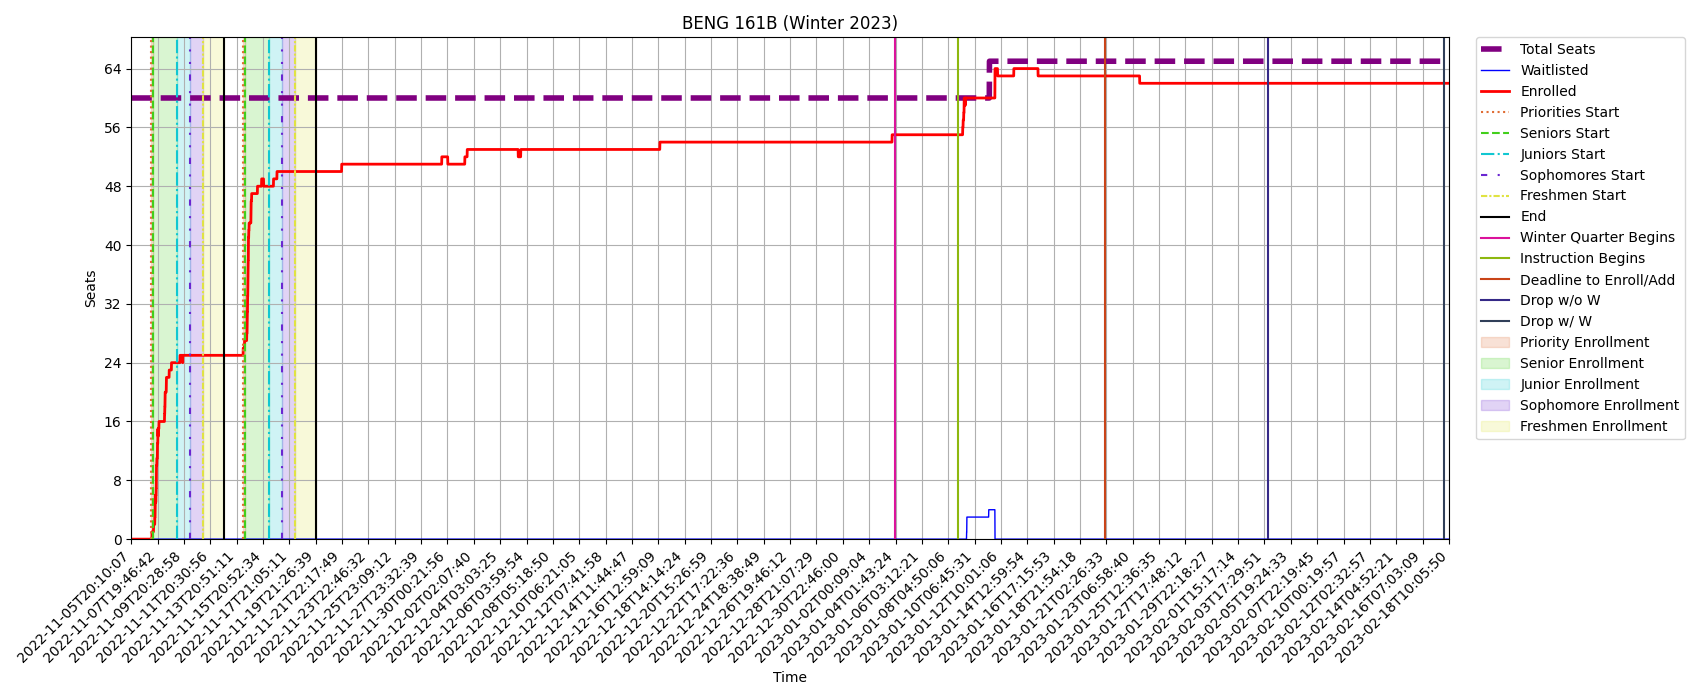 BENG 161B (Winter 2023)
Seats
64
56
48
40
32
24
16
8
0
2022-11-05T20:10:07
2022-11-07T19:46:42
2022-11-09T20:28:58
2022-11-11T20:30:56
2022-11-13T20:51:11
2022-11-15T20:52:34
2022-11-17T21:05:11
2022-11-19T21:26:39
2022-11-21T22:17:49
2022-11-23T22:46:32
2022-11-25T23:09:12
2022-11-27T23:32:39
2022-11-30T00:21:56
2022-12-02T02:07:40
2022-12-04T03:03:25
2022-12-06T03:59:54
2022-12-08T05:18:50
2022-12-10T06:21:05
2022-12-12T07:41:58
2022-12-14T11:44:47
2022-12-16T12:59:09
2022-12-18T14:14:24
2022-12-20T15:26:59
2022-12-22T17:22:36
2022-12-24T18:38:49
2022-12-26T19:46:12
2022-12-28T21:07:29
2022-12-30T22:46:00
2023-01-02T00:09:04
2023-01-04T01:43:24
2023-01-06T03:12:21
2023-01-08T04:50:06
2023-01-10T06:45:31
2023-01-12T10:01:06
2023-01-14T12:59:54
2023-01-16T17:15:53
2023-01-18T21:54:18
2023-01-21T02:26:33
2023-01-23T06:58:40
2023-01-25T12:36:35
2023-01-27T17:48:12
2023-01-29T22:18:27
2023-02-01T15:17:14
2023-02-03T17:29:51
2023-02-05T19:24:33
2023-02-07T22:19:45
2023-02-10T00:19:57
2023-02-12T02:32:57
2023-02-14T04:52:21
2023-02-16T07:03:09
2023-02-18T10:05:50
Time
Total Seats
Waitlisted
Enrolled
Priorities Start
Seniors Start
Juniors Start
Sophomores Start
Freshmen Start
End
Winter Quarter Begins
Instruction Begins
Deadline to Enroll/Add
Drop w/o W
Drop w/ W
Priority Enrollment
Senior Enrollment
Junior Enrollment
Sophomore Enrollment
Freshmen Enrollment